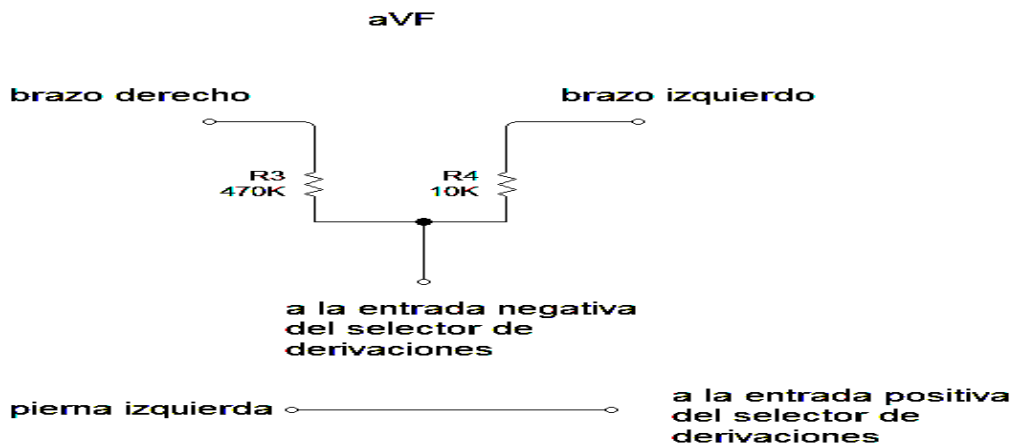 aVF
brazo derecho
brazo izquierdo
R3
470K
R4
10K
a la entrada negativa
del selector de
derivaciones
pierna izquierda
a la entrada positiva
del selector de
derivaciones